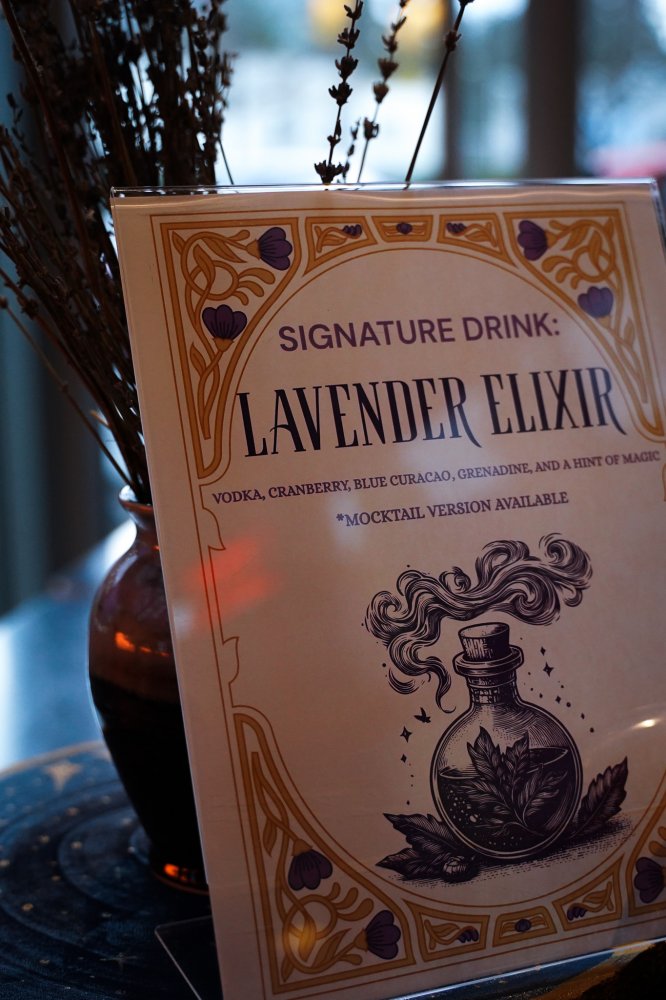 SIGNATURE DRINK:
LAVENDER ELIXIR
VODKA, CRANBERRY, BLUE CURACAO, GRENADINE, AND A HINT OF MAGIC
*MOCKTAIL VERSION AVAILABLE